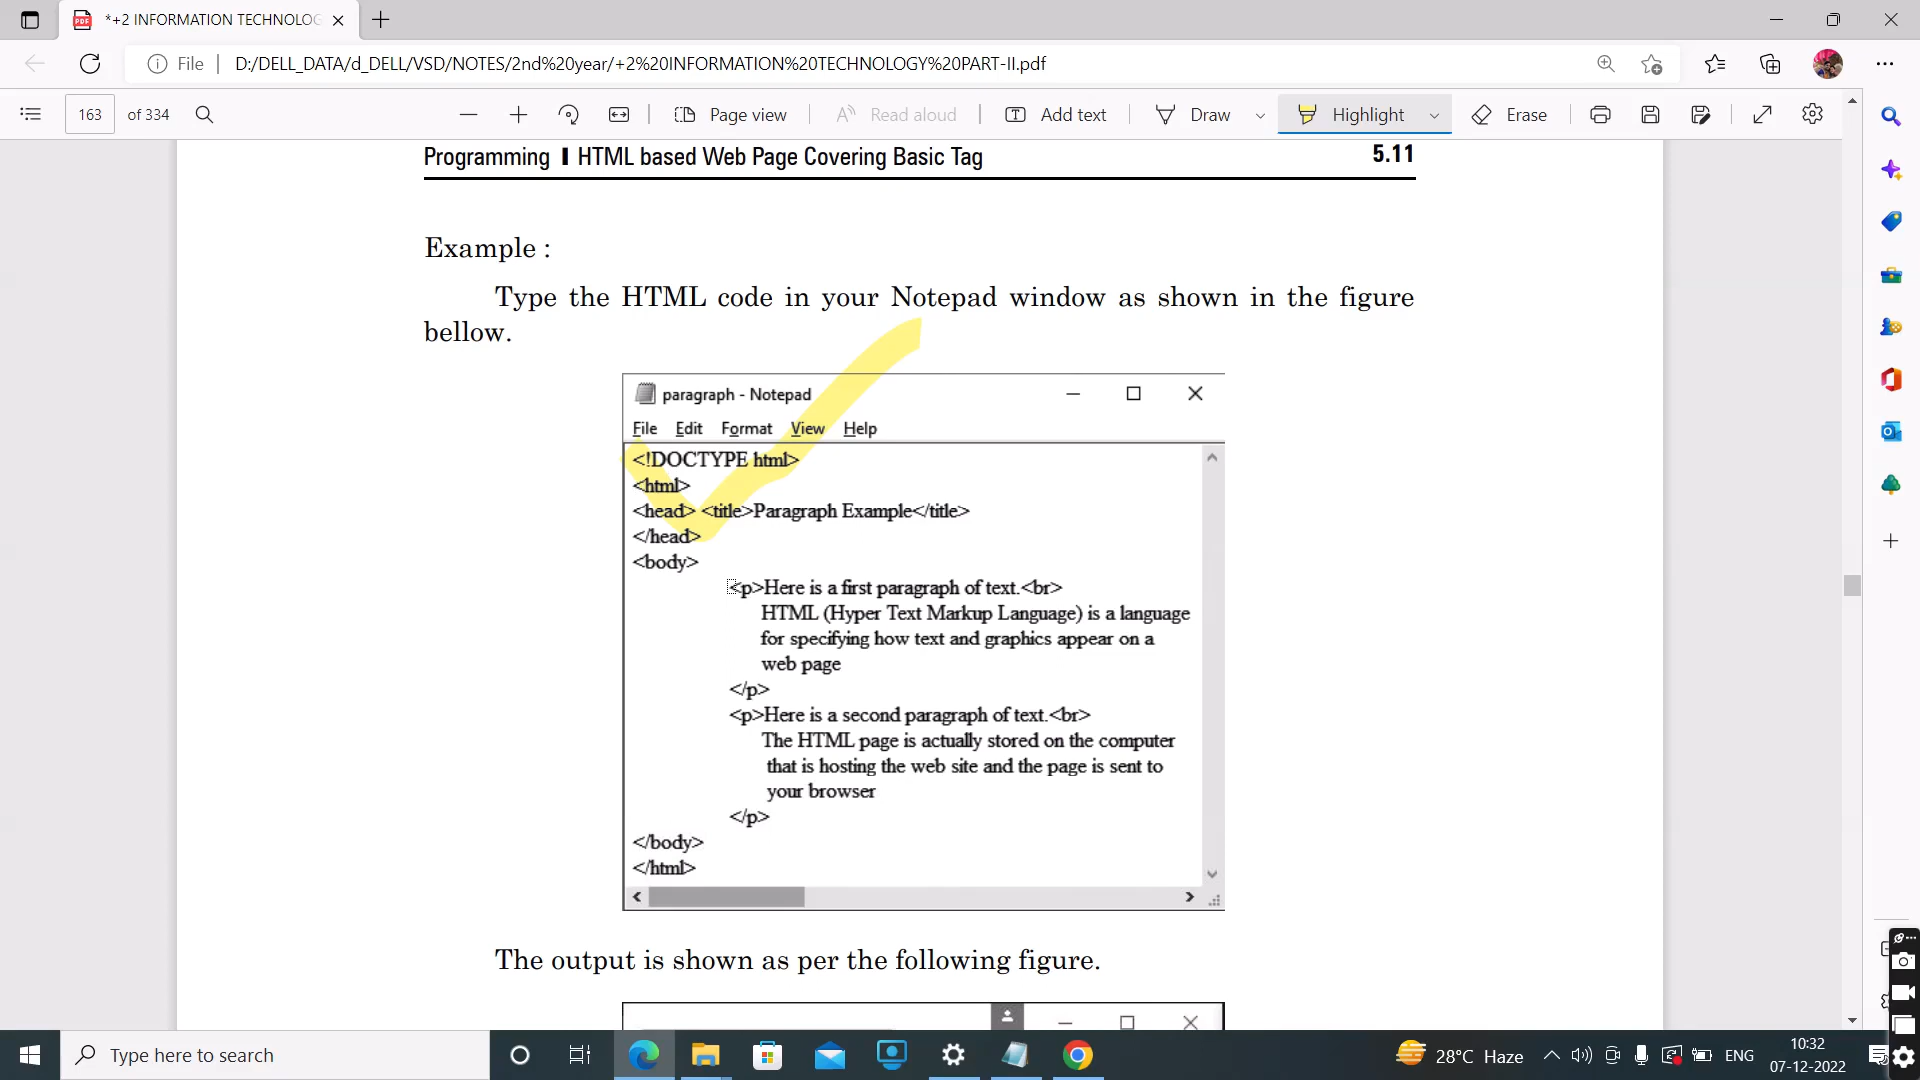 *+2 INFORMATION TECHNOLOG
File
D:/DELL_DATA/d_DELL/VSD/NOTES/2nd%20year/+2%20INFORMATION%20TECHNOLOGY%20PART-II.pdf
163 of 334
Page view
Read aloud
Add text
Draw
Highlight
Erase
Programming HTML based Web Page Covering Basic Tag 5.11
Example :
Type the HTML code in your Notepad window as shown in the figure
bellow.
paragraph - Notepad
File Edit Format View Help
<!DOCTYPE html>
<html>
<head> <title>Paragraph Example</title>
</head>
<body>
<p>Here is a first paragraph of text.<br>
HTML (Hyper Text Markup Language) is a language
for specifying how text and graphics appear on a
web page
</p>
<p>Here is a second paragraph of text.<br>
The HTML page is actually stored on the computer
that is hosting the web site and the page is sent to
your browser
</p>
</body>
</html>
The output is shown as per the following figure.
Type here to search
28°C Haze
ENG
10:32
07-12-2022